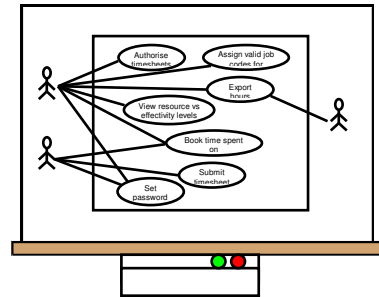 Authorise
timesheets
Assign valid job
codes for
Export
hours
View resource vs
effectivity levels
Book time spent
on
Submit
timesheet
Set
password